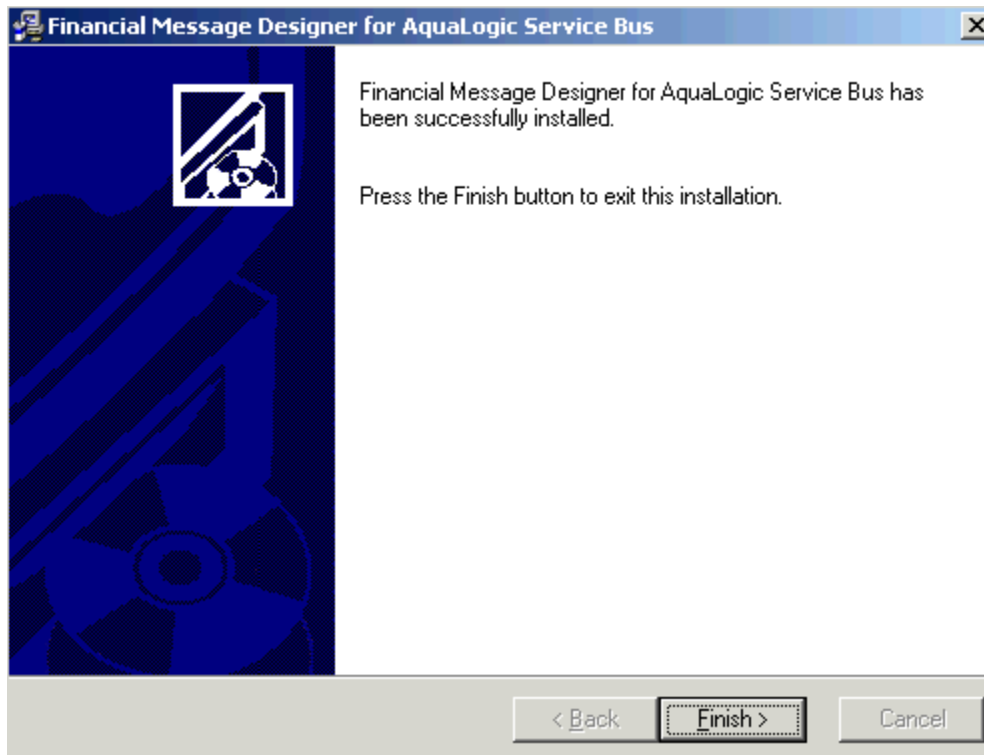 Financial Message Designer for AquaLogic Service Bus
Financial Message Designer for AquaLogic Service Bus has
been successfully installed.
Press the Finish button to exit this installation.
< Back
Finish >
Cancel